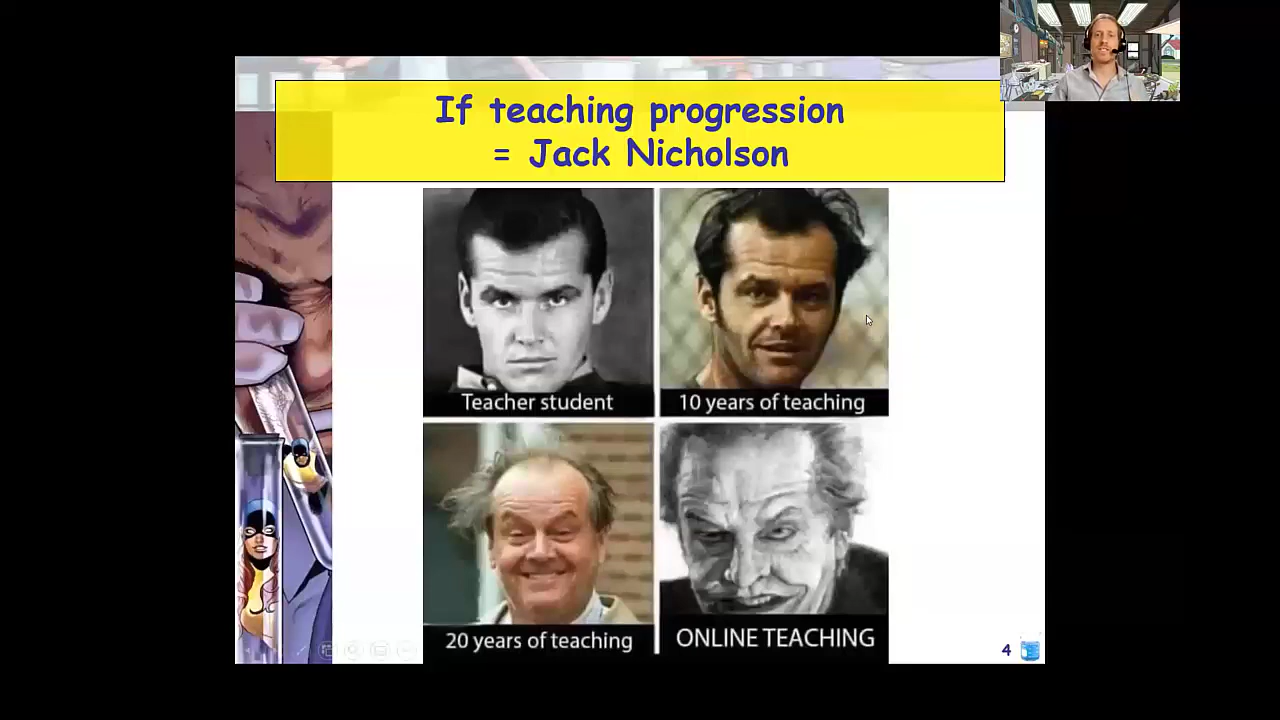 If teaching progression
= Jack Nicholson
Teacher student
10 years of teaching
20 years of teaching
ONLINE TEACHING
4